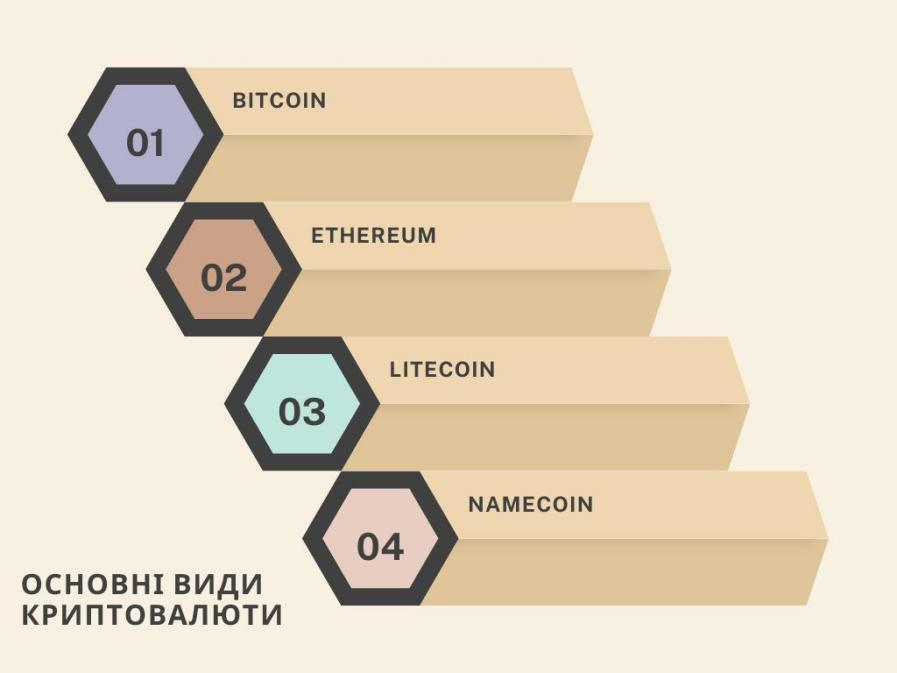 01
BITCOIN
02
ETHEREUM
03
LITECOIN
04
NAMECOIN
ОСНОВНІ ВИДИ
КРИПТОВАЛЮТИ